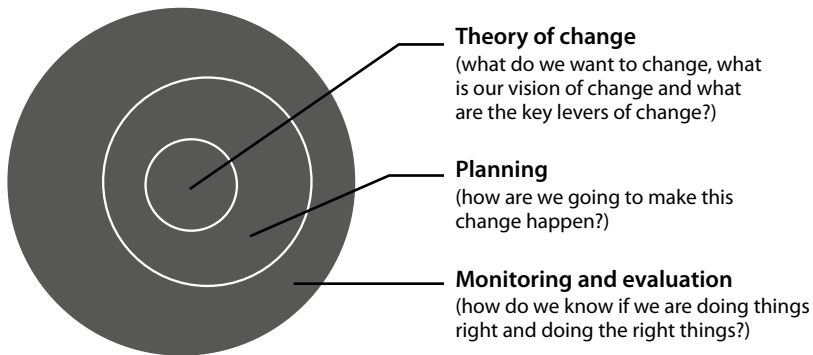 Theory of change
(what do we want to change, what
is our vision of change and what
are the key levers of change?)
Planning
(how are we going to make this
change happen?)
Monitoring and evaluation
(how do we know if we are doing things
right and doing the right things?)